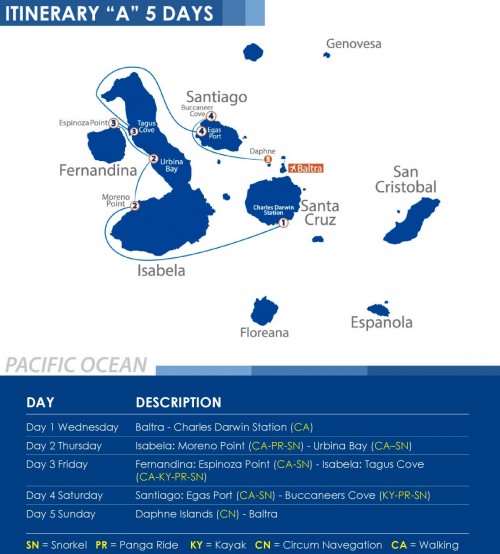 ITINERARY “A” 5 DAYS
Genovesa
Santiago
Buccaneer
Cove
4
4
Egas
Port
Espinoza Point
3
3
Tagus
Cove
Daphne
5
Baltra
Fernandina
2
Urbina
Bay
Moreno
Point
2
San
Cristobal
Charles Darwin
Station
1
Santa
Cruz
Isabela
Floreana
Española
PACIFIC OCEAN
DAY DESCRIPTION
Day 1 Wednesday Baltra - Charles Darwin Station (CA)
Day 2 Thursday Isabela: Moreno Point (CA-PR-SN) - Urbina Bay (CA–SN)
Day 3 Friday Fernandina: Espinoza Point (CA-SN) - Isabela: Tagus Cove
(CA-KY-PR-SN)
Day 4 Saturday Santiago: Egas Port (CA-SN) - Buccaneers Cove (KY-PR-SN)
Day 5 Sunday Daphne Islands (CN) - Baltra
SN = Snorkel PR = Panga Ride KY = Kayak CN = Circum Navegation CA = Walking